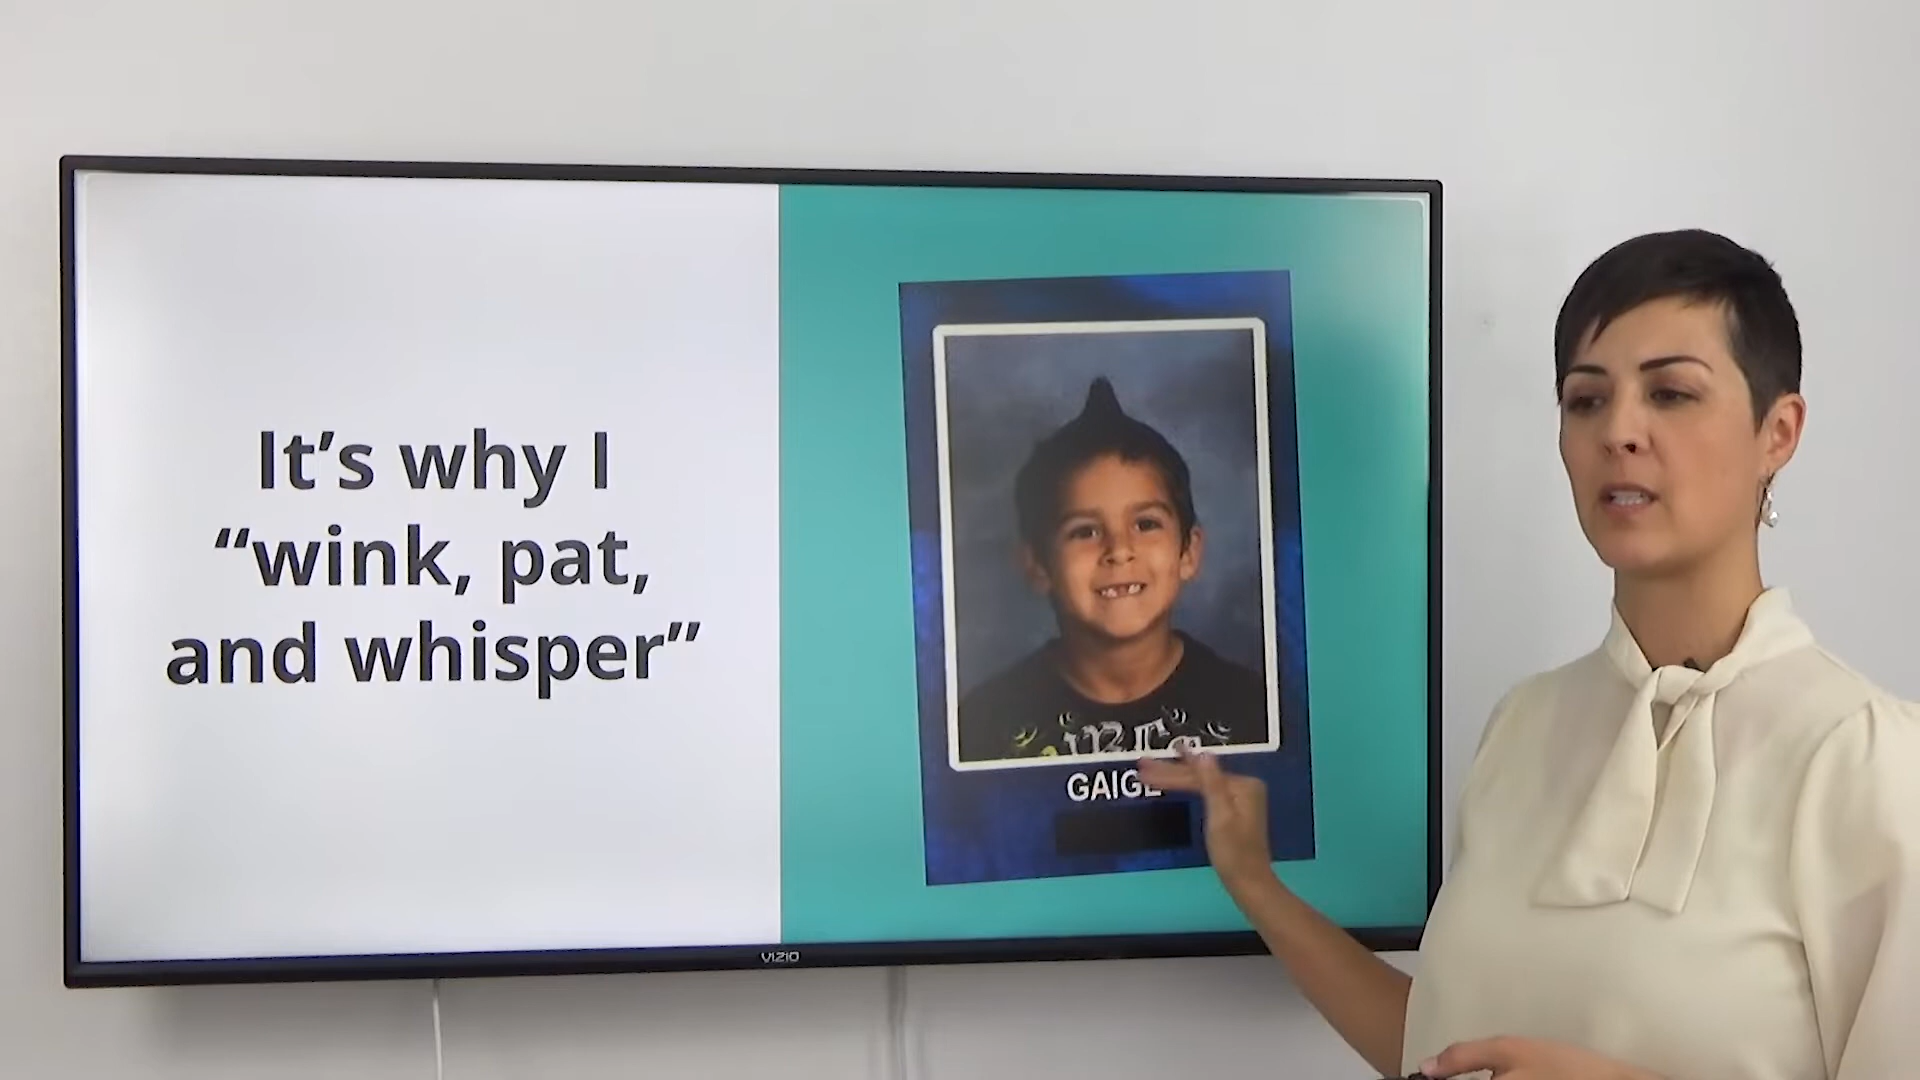 It's why I
“wink, pat,
and whisper”
GAIGE
VIZIO